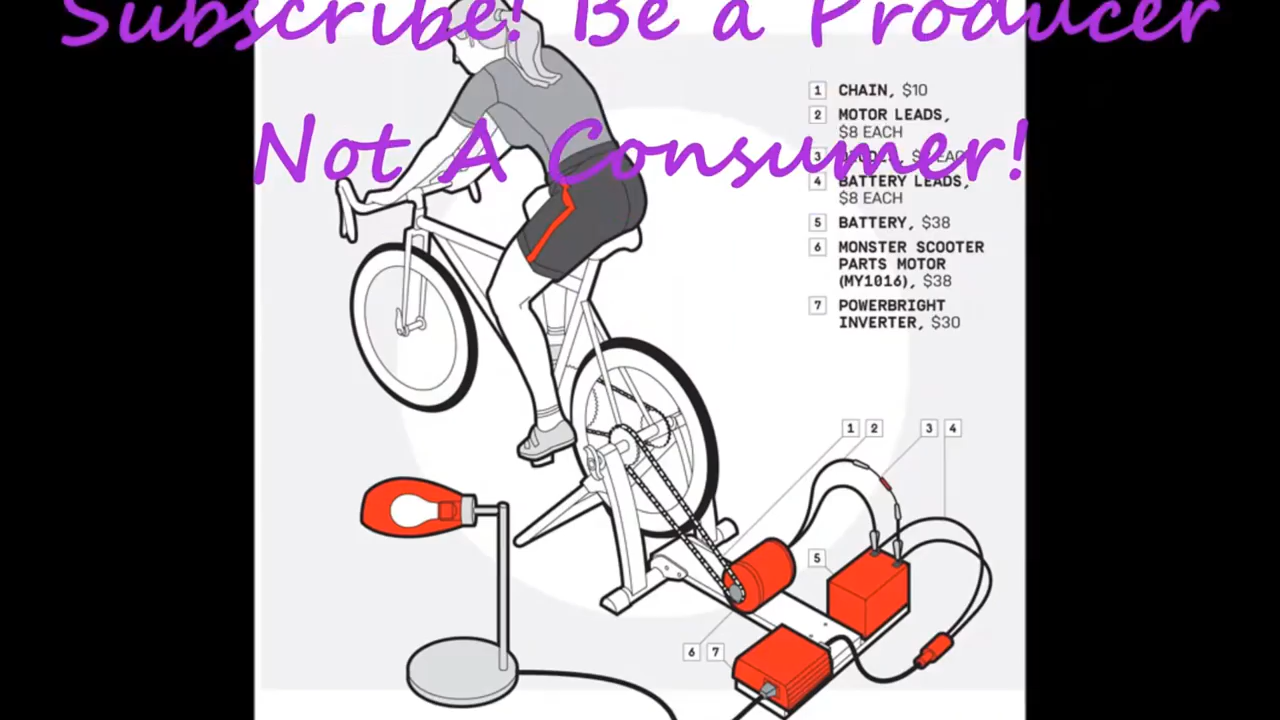 Subscribe! Be a Producer
Not A Consumer!
1 CHAIN, $10
2 MOTOR LEADS,
$8 EACH
3
4 BATTERY LEADS,
$8 EACH
5 BATTERY, $38
6 MONSTER SCOOTER
PARTS MOTOR
(MY1016), $38
7 POWERBRIGHT
INVERTER, $30
1 2 3 4
5
6 7